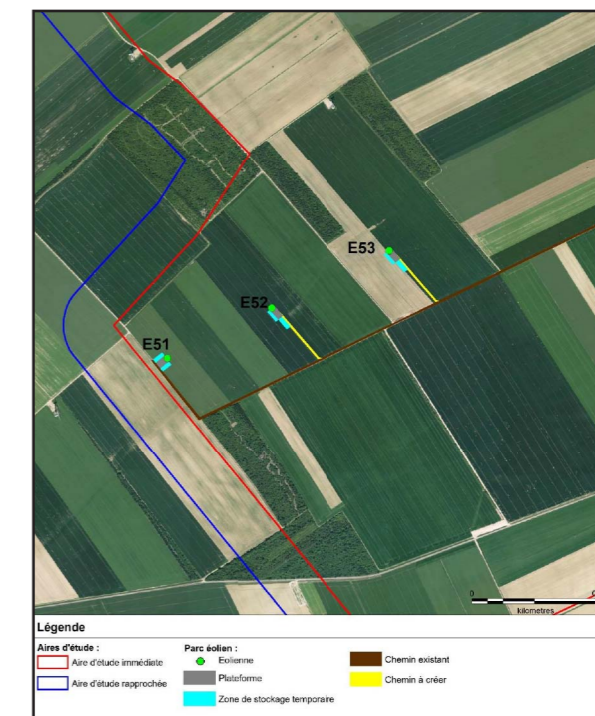 E53
E52
E51
0
kilometres
Légende
Aires d'étude :
Aire d'étude immédiate
Aire d'étude rapprochée
Parc éolien :
Eolienne
Plateforme
Zone de stockage temporaire
Chemin existant
Chemin à créer